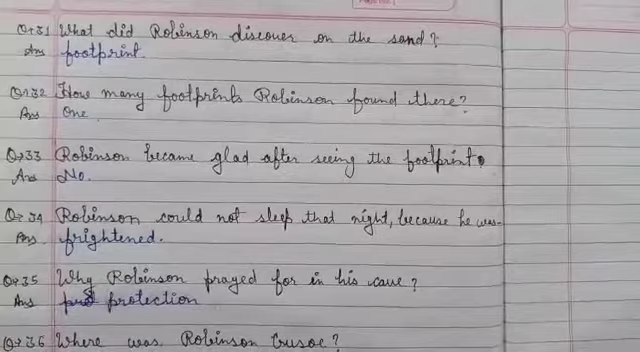 Q→31 What did Robinson discover on the sand?
Ans footprint.
Q→32 How many footprints Robinson found there?
Ans One.
Q→33 Robinson became glad after seeing the footprint.
Ans No.
Q→34 Robinson could not sleep that night, because he was-
Ans frightened.
Q→35 Why Robinson prayed for in his cave?
Ans protection
Q→36 Where was Robinson Crusoe?